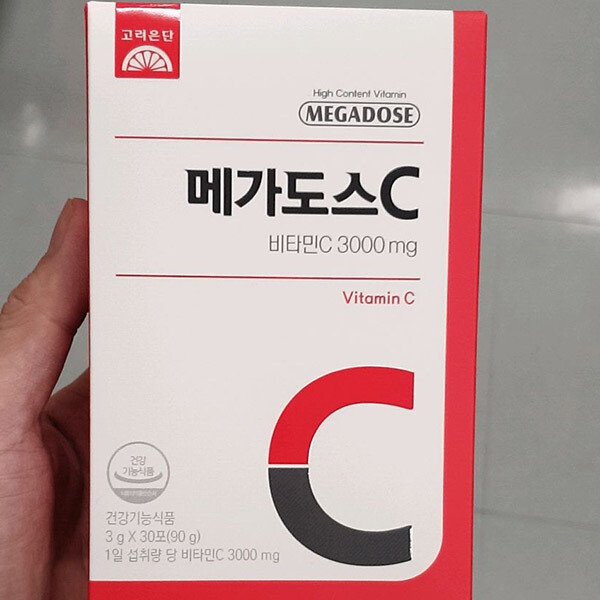 고려은단
High Content Vitamin
MEGADOSE
메가도스C
비타민C 3000 mg
Vitamin C
C
건강
기능식품
건강기능식품
3 g X 30포(90 g)
1일 섭취량 당 비타민C 3000 mg